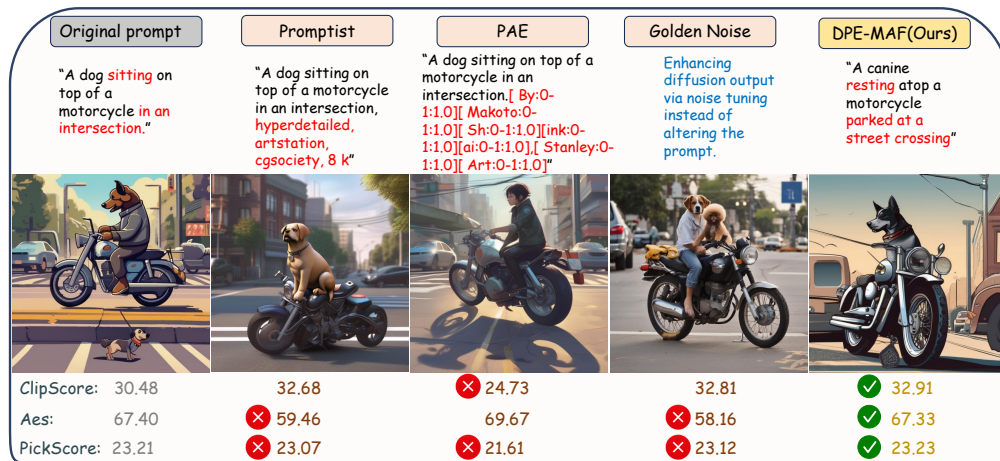 Original prompt
Promptist
PAE
Golden Noise
DPE-MAF(Ours)
“A dog sitting on
top of a
motorcycle in an
intersection.”
“A dog sitting on
top of a motorcycle
in an intersection,
hyperdetailed,
artstation,
cgsociety, 8 k”
“A dog sitting on top of a
motorcycle in an
intersection.[ By:0-
1:1.0][ Makoto:0-
1:1.0][ Sh:0-1:1.0][ink:0-
1:1.0][ai:0-1:1.0],[ Stanley:0-
1:1.0][ Art:0-1:1.0]”
Enhancing
diffusion output
via noise tuning
instead of
altering the
prompt.
“A canine
resting atop a
motorcycle
parked at a
street crossing”
ClipScore: 30.48 32.68 24.73 32.81 32.91
Aes: 67.40 59.46 69.67 58.16 67.33
PickScore: 23.21 23.07 21.61 23.12 23.23